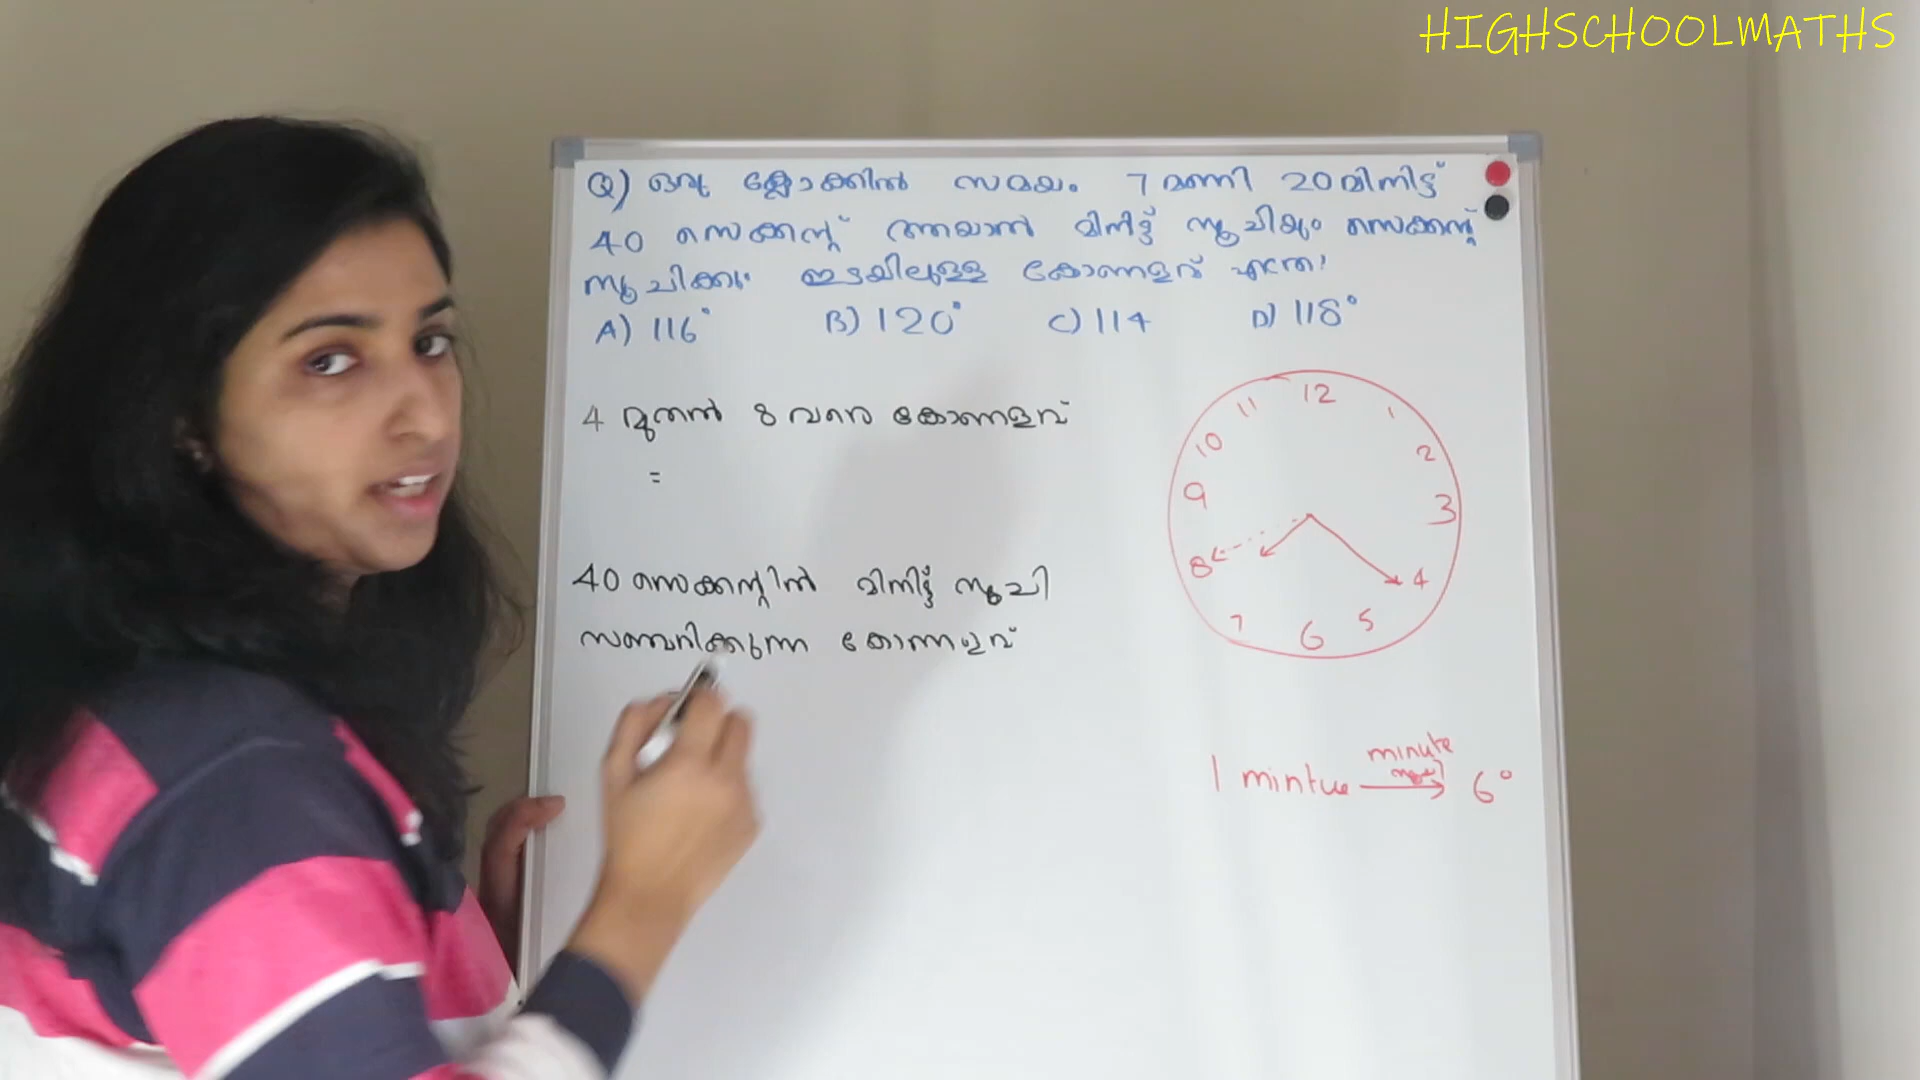 HIGHSCHOOLMATHS
Q) ഒരു ക്ലോക്കിൽ സമയം 7 മണി 20 മിനിട്ട്
40 സെക്കന്റ് ആയാൽ മിനിട്ട് സൂചിയും സെക്കന്റ്
സൂചിക്കും ഇടയിലുള്ള കോണളവ് എത്ര?
A) 116° B) 120° C) 114 D) 118°
4 മുതൽ 8 വരെ കോണളവ്
=
40 സെക്കന്റിൽ മിനിട്ട് സൂചി
സഞ്ചരിക്കുന്ന കോണളവ്
12
11 1
10 2
9 3
8 4
7 5
6
minute
1 mintue → 6°